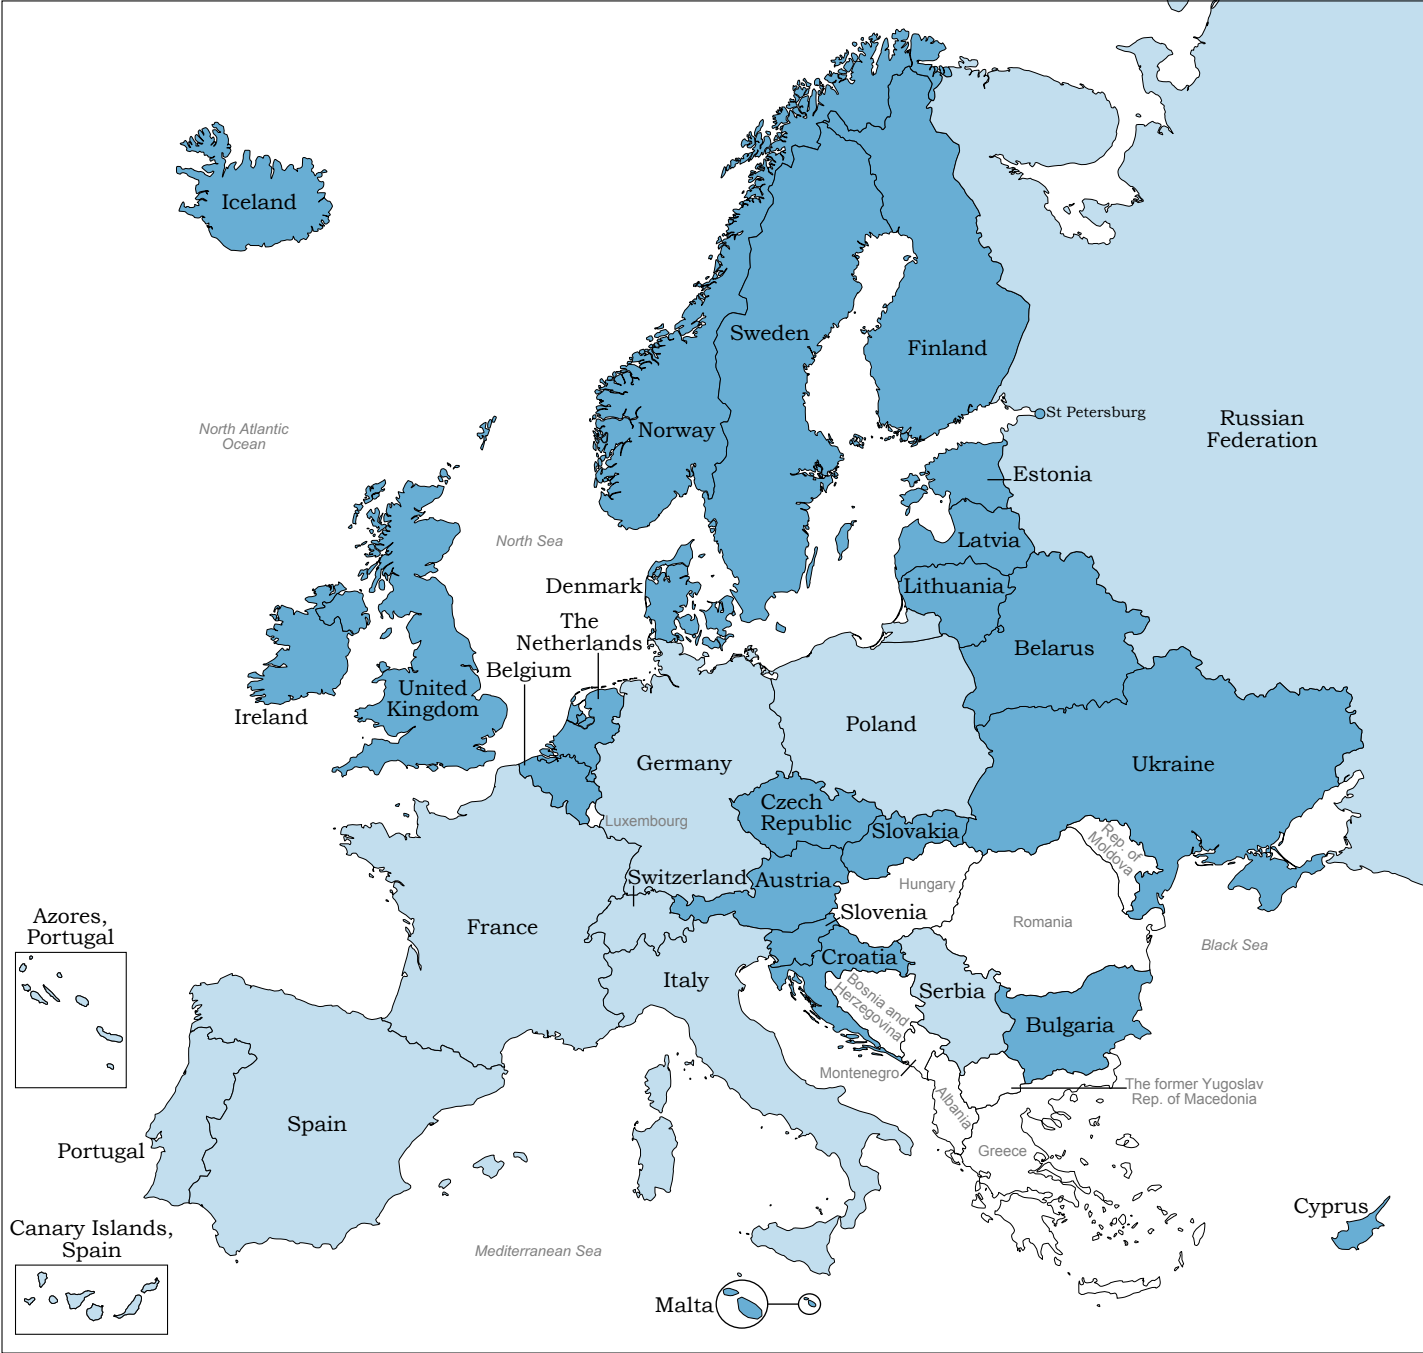 Iceland
Sweden
Finland
Norway
St Petersburg
Russian
Federation
North Atlantic
Ocean
Estonia
North Sea
Latvia
Denmark
Lithuania
The
Netherlands
Belarus
Belgium
United
Kingdom
Ireland
Poland
Germany
Ukraine
Czech
Republic
Luxembourg
Slovakia
Rep. of
Moldova
Switzerland
Austria
Hungary
Slovenia
Azores,
Portugal
France
Romania
Black Sea
Croatia
Italy
Bosnia and
Herzegovina
Serbia
Bulgaria
Montenegro
The former Yugoslav
Rep. of Macedonia
Albania
Spain
Portugal
Greece
Cyprus
Canary Islands,
Spain
Mediterranean Sea
Malta